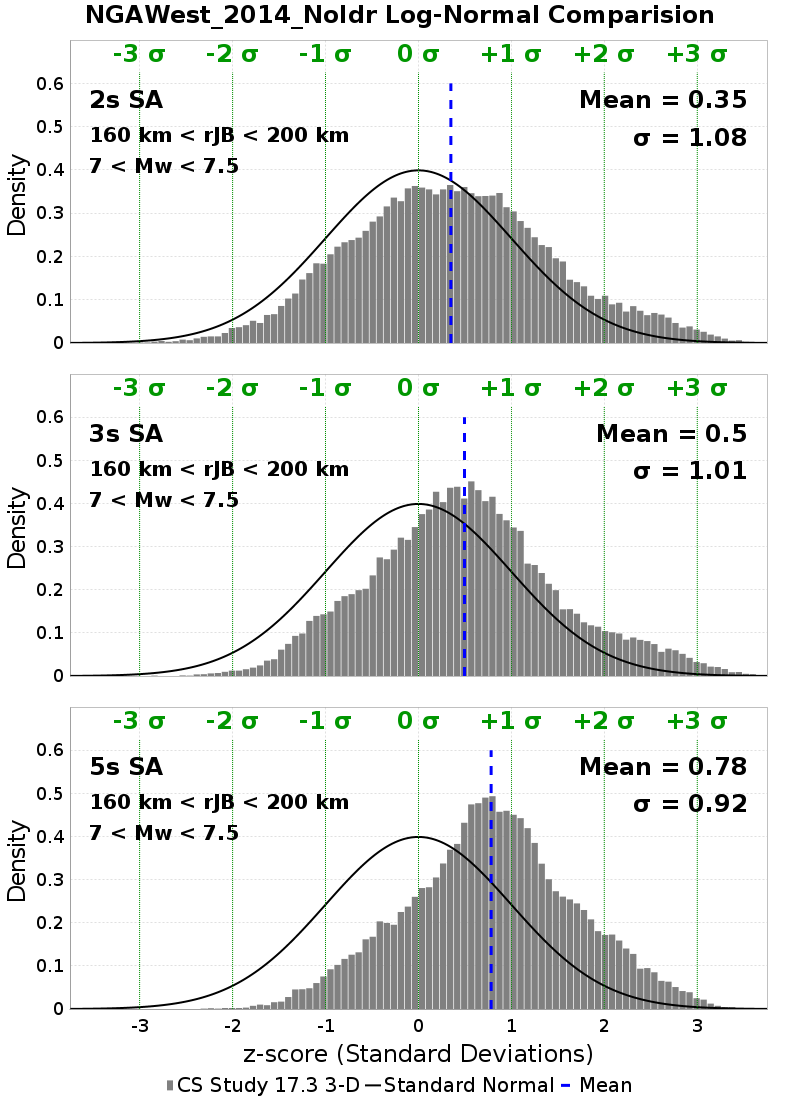 NGAWest_2014_NoIdr Log-Normal Comparision
-3 σ -2 σ -1 σ 0 σ +1 σ +2 σ +3 σ
0.6
2s SA Mean = 0.35
0.5
160 km < rJB < 200 km σ = 1.08
7 < Mw < 7.5
0.4
0.3
0.2
0.1
0
Density
-3 σ -2 σ -1 σ 0 σ +1 σ +2 σ +3 σ
0.6
3s SA Mean = 0.5
0.5
160 km < rJB < 200 km σ = 1.01
7 < Mw < 7.5
0.4
0.3
0.2
0.1
0
Density
-3 σ -2 σ -1 σ 0 σ +1 σ +2 σ +3 σ
0.6
5s SA Mean = 0.78
0.5
160 km < rJB < 200 km σ = 0.92
7 < Mw < 7.5
0.4
0.3
0.2
0.1
0
Density
-3 -2 -1 0 1 2 3
z-score (Standard Deviations)
CS Study 17.3 3-D Standard Normal Mean